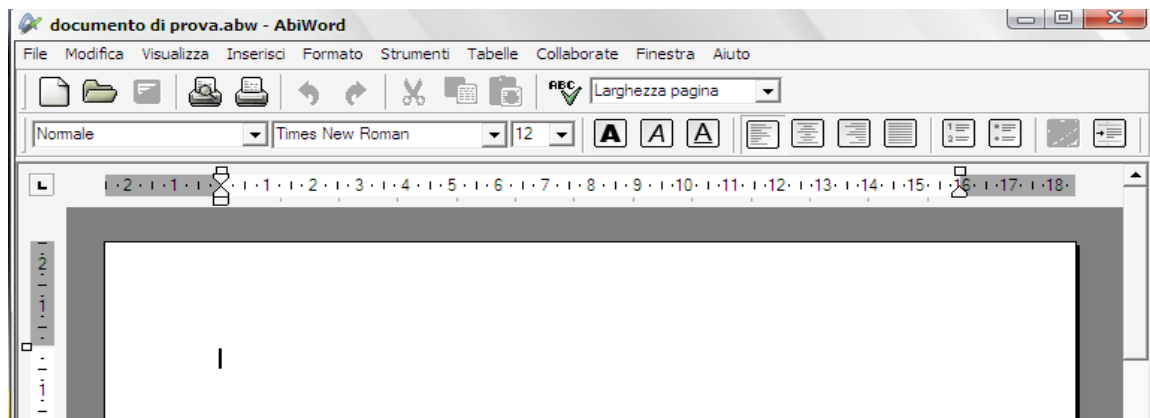 documento di prova.abw - AbiWord
File Modifica Visualizza Inserisci Formato Strumenti Tabelle Collaborate Finestra Aiuto
ABC Larghezza pagina
Normale Times New Roman 12 A A A
L 2 1 1 2 3 4 5 6 7 8 9 10 11 12 13 14 15 16 17 18
2
1
1